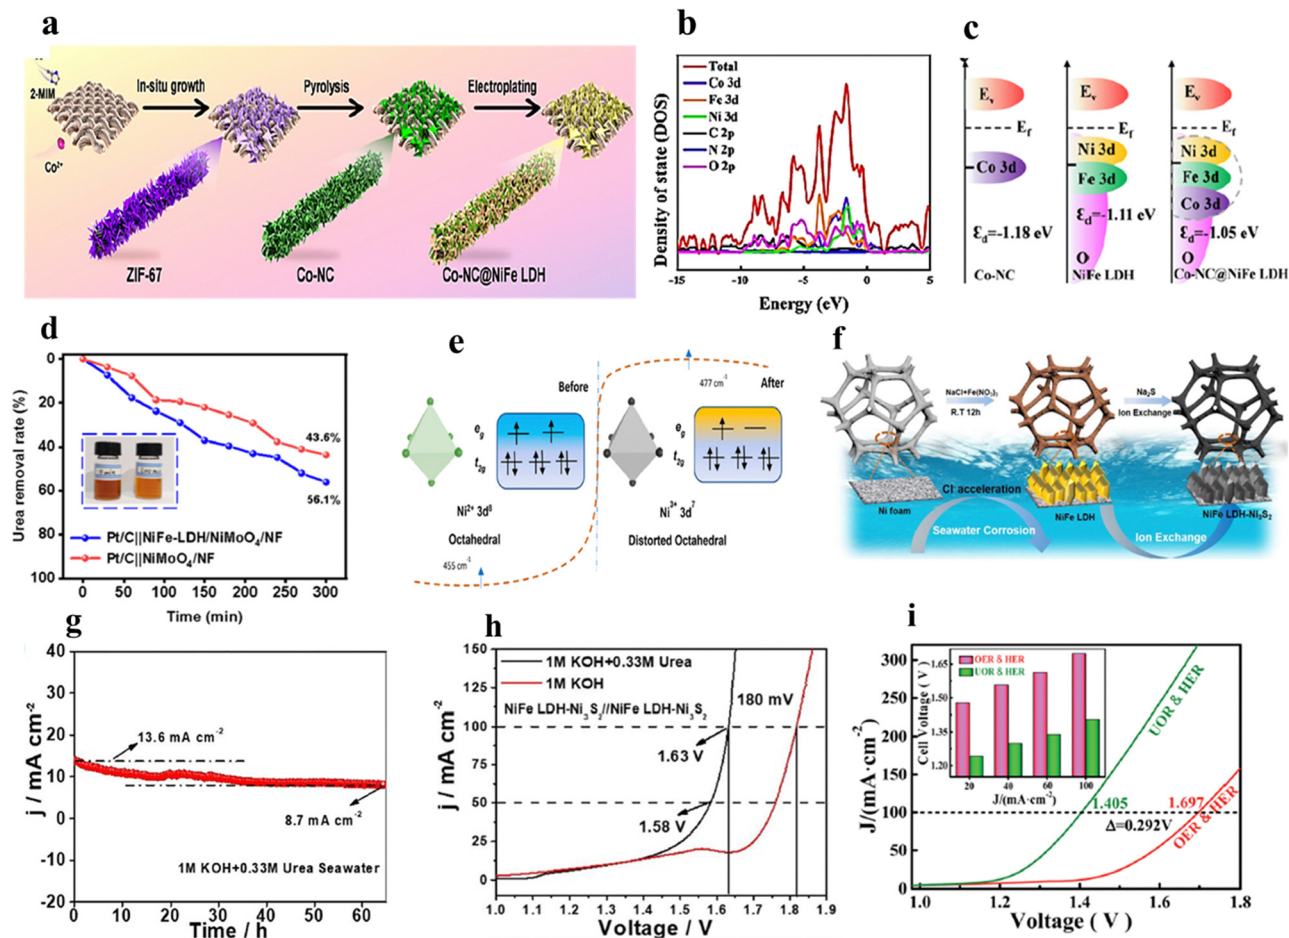 a
2-MIM
Co²⁺
In-situ growth
Pyrolysis
Electroplating
ZIF-67
Co-NC
Co-NC@NiFe LDH
b
Density of state (DOS)
Total
Co 3d
Fe 3d
Ni 3d
C 2p
N 2p
O 2p
-15
-10
-5
0
5
Energy (eV)
c
Eᵥ
E_f
Co 3d
Ɛ_d=-1.18 eV
Co-NC
Eᵥ
E_f
Ni 3d
Fe 3d
Ɛ_d=-1.11 eV
O
NiFe LDH
Eᵥ
E_f
Ni 3d
Fe 3d
Co 3d
Ɛ_d=-1.05 eV
O
Co-NC@NiFe LDH
d
Urea removal rate (%)
0
20
40
60
80
100
43.6%
56.1%
Pt/C||NiFe-LDH/NiMoO₄/NF
Pt/C||NiMoO₄/NF
0
50
100
150
200
250
300
Time (min)
e
Before
477 cm⁻¹
After
e_g
t_2g
e_g
t_2g
Ni²⁺ 3d⁸
Octahedral
455 cm⁻¹
Ni³⁺ 3d⁷
Distorted Octahedral
f
NaCl+Fe(NO₃)₃
R.T 12h
Na₂S
Ion Exchange
Ni foam
Cl⁻ acceleration
Seawater Corrosion
NiFe LDH
Ion Exchange
NiFe LDH-Ni₃S₂
g
j / mA cm⁻²
40
30
20
10
0
-10
-20
13.6 mA cm⁻²
8.7 mA cm⁻²
1M KOH+0.33M Urea Seawater
0
10
20
30
40
50
60
Time / h
h
j / mA cm⁻²
150
125
100
75
50
25
0
1M KOH+0.33M Urea
1M KOH
NiFe LDH-Ni₃S₂//NiFe LDH-Ni₃S₂
180 mV
1.63 V
1.58 V
1.0
1.1
1.2
1.3
1.4
1.5
1.6
1.7
1.8
1.9
Voltage / V
i
J/(mA·cm⁻²)
300
250
200
150
100
50
0
Cell Voltage ( V )
1.65
1.50
1.35
1.20
OER & HER
UOR & HER
20
40
60
100
J/(mA·cm⁻²)
UOR & HER
1.405
1.697
Δ=0.292V
OER & HER
1.0
1.2
1.4
1.6
1.8
Voltage ( V )